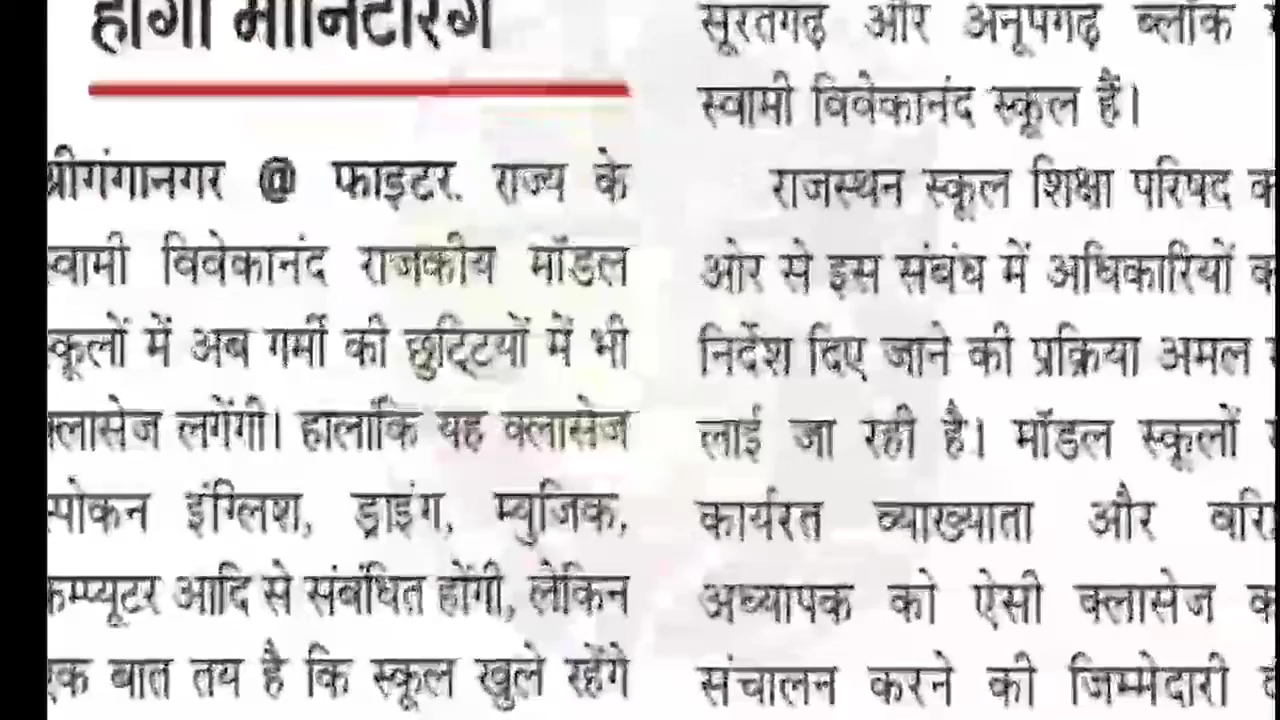 होगी मॉनिटरिंग
श्रीगंगानगर @ फाइटर. राज्य के
स्वामी विवेकानंद राजकीय मॉडल
स्कूलों में अब गर्मी की छुट्टियों में भी
क्लासेज लगेंगी। हालांकि यह क्लासेज
स्पोकन इंग्लिश, ड्राइंग, म्युजिक,
कम्प्यूटर आदि से संबंधित होंगी, लेकिन
एक बात तय है कि स्कूल खुले रहेंगे
सूरतगढ़ और अनूपगढ़ ब्लॉक
स्वामी विवेकानंद स्कूल हैं।
राजस्थन स्कूल शिक्षा परिषद
ओर से इस संबंध में अधिकारियों
निर्देश दिए जाने की प्रक्रिया अमल
लाई जा रही है। मॉडल स्कूलों
कार्यरत व्याख्याता और
अध्यापक को ऐसी क्लासेज
संचालन करने की जिम्मेदारी